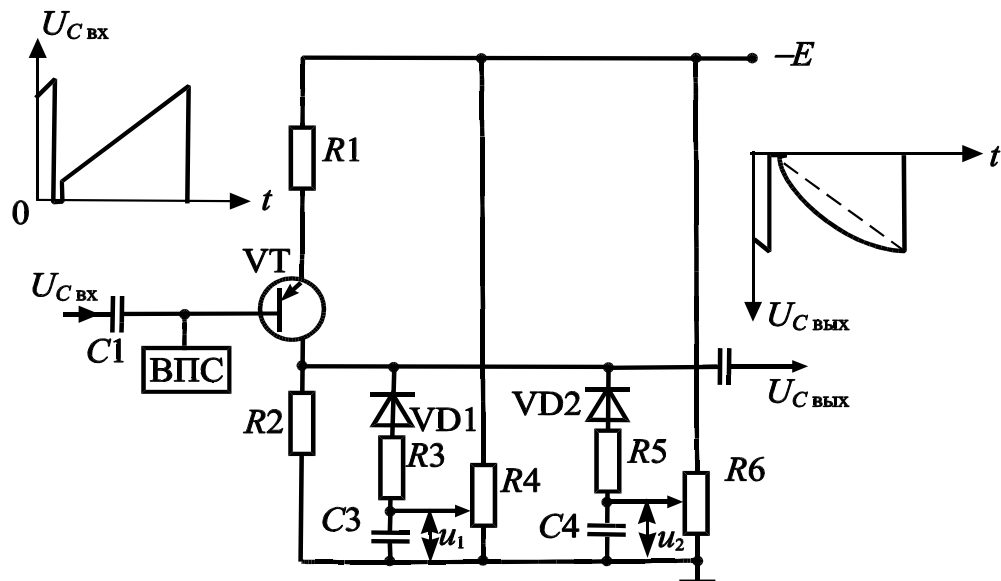 U_C вх
0
t
–E
R1
t
VT
U_C вх
C1
ВПС
U_C вых
U_C вых
R2
VD1
VD2
R3
R4
R5
R6
C3
u₁
C4
u₂